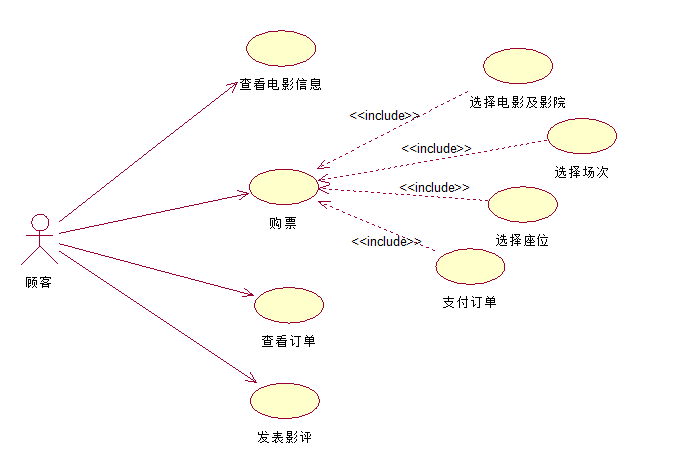 查看电影信息
选择电影及影院
<<include>>
<<include>>
选择场次
<<include>>
购票
选择座位
<<include>>
顾客
支付订单
查看订单
发表影评